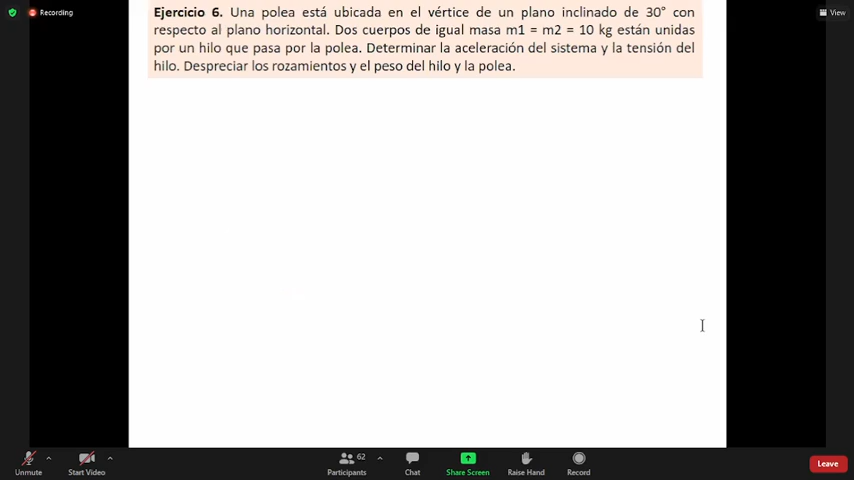 Recording
View
Ejercicio 6. Una polea está ubicada en el vértice de un plano inclinado de 30° con
respecto al plano horizontal. Dos cuerpos de igual masa m1 = m2 = 10 kg están unidas
por un hilo que pasa por la polea. Determinar la aceleración del sistema y la tensión del
hilo. Despreciar los rozamientos y el peso del hilo y la polea.
62
Unmute
Start Video
Participants
Chat
Share Screen
Raise Hand
Record
Leave